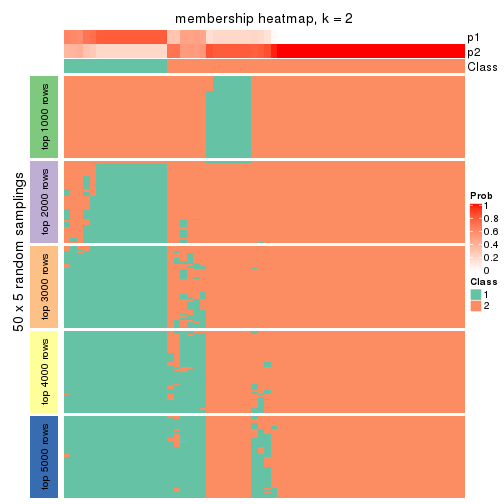 membership heatmap, k = 2
p1
p2
Class
50 x 5 random samplings
top 1000 rows
top 2000 rows
top 3000 rows
top 4000 rows
top 5000 rows
Prob
1
0.8
0.6
0.4
0.2
0
Class
1
2